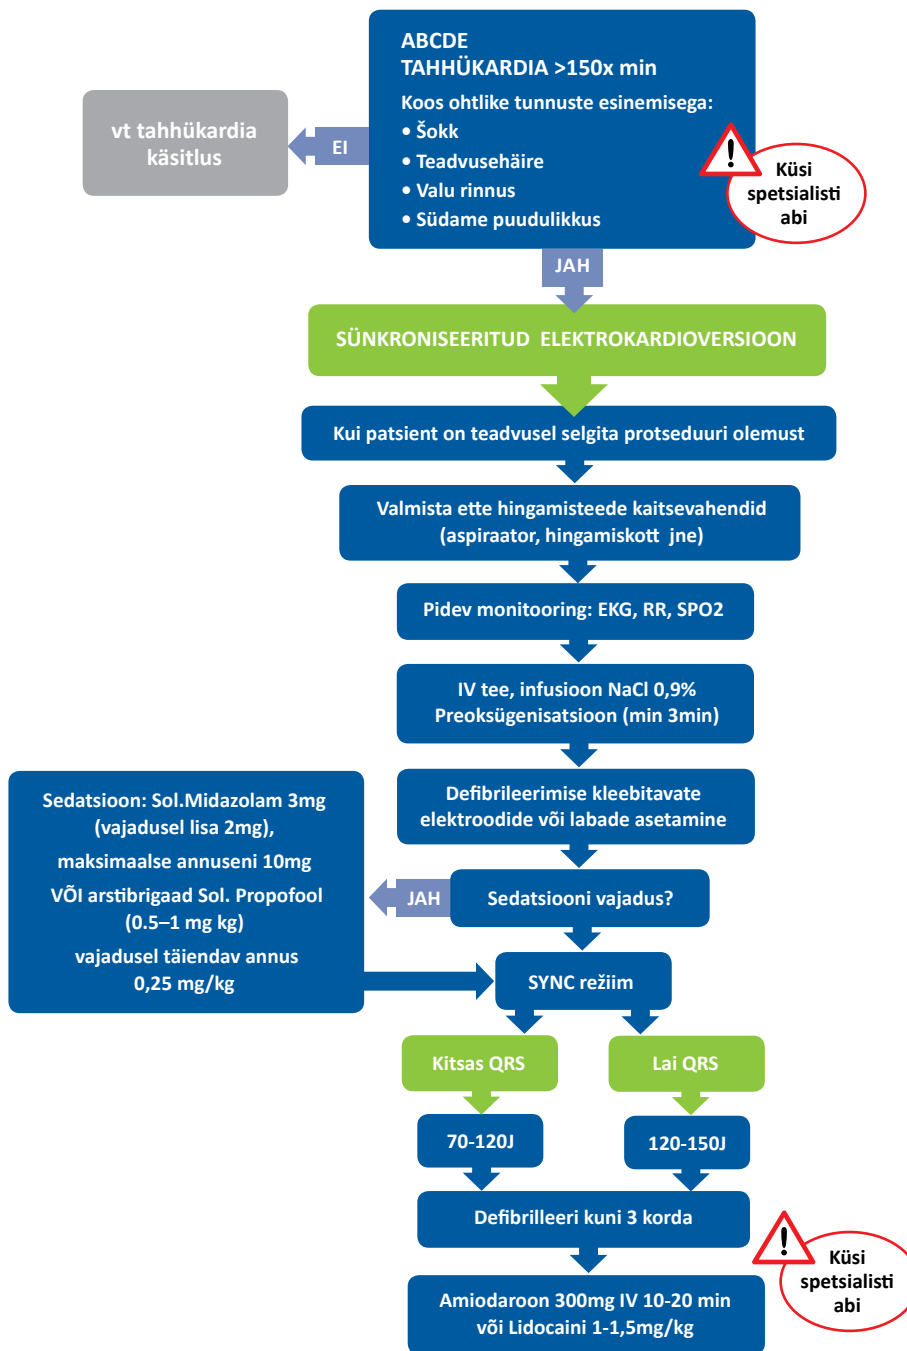 ABCDE
TAHHÜKARDIA >150x min
Koos ohtlike tunnuste esinemisega:
• Šokk
• Teadvusehäire
• Valu rinnus
• Südame puudulikkus
!
Küsi
spetsialisti
abi
EI
vt tahhükardia
käsitlus
JAH
SÜNKRONISEERITUD ELEKTROKARDIOVERSIOON
Kui patsient on teadvusel selgita protseduuri olemust
Valmista ette hingamisteede kaitsevahendid
(aspiraator, hingamiskott jne)
Pidev monitooring: EKG, RR, SPO2
IV tee, infusioon NaCl 0,9%
Preoksügenisatsioon (min 3min)
Defibrileerimise kleebitavate
elektroodide või labade asetamine
Sedatsiooni vajadus?
JAH
Sedatsioon: Sol.Midazolam 3mg
(vajadusel lisa 2mg),
maksimaalse annuseni 10mg
VÕI arstibrigaad Sol. Propofool
(0.5–1 mg kg)
vajadusel täiendav annus
0,25 mg/kg
SYNC režiim
Kitsas QRS
Lai QRS
70-120J
120-150J
Defibrilleeri kuni 3 korda
!
Küsi
spetsialisti
abi
Amiodaroon 300mg IV 10-20 min
või Lidocaini 1-1,5mg/kg